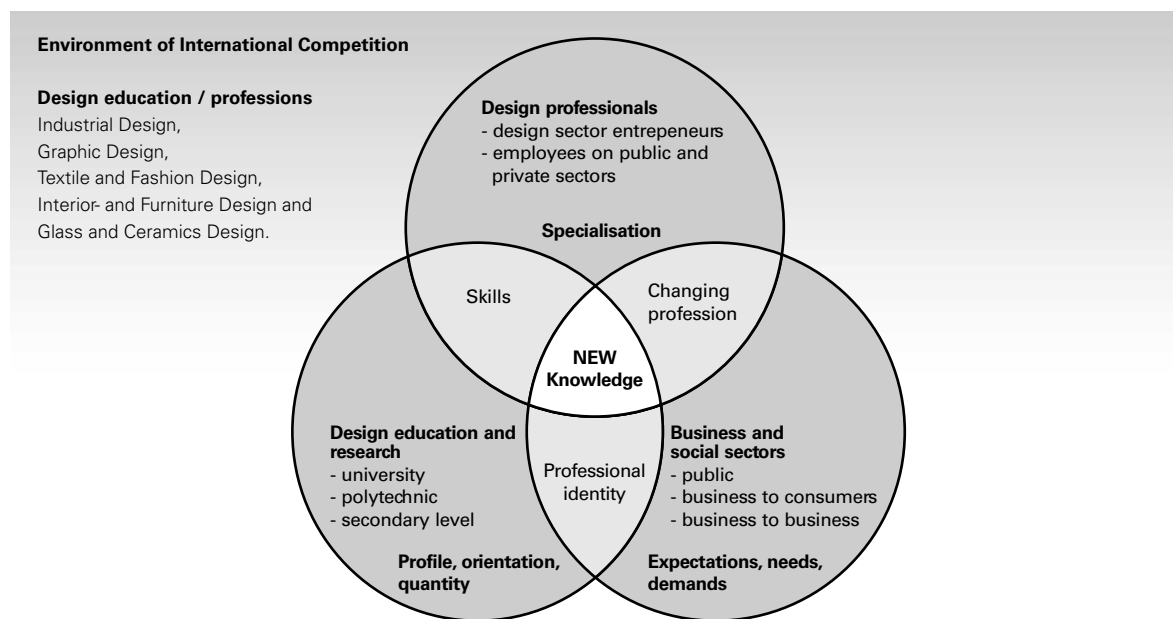 Environment of International Competition
Design education / professions
Industrial Design,
Graphic Design,
Textile and Fashion Design,
Interior- and Furniture Design and
Glass and Ceramics Design.
Design professionals
- design sector entrepeneurs
- employees on public and
private sectors
Specialisation
Skills
Changing
profession
NEW
Knowledge
Design education and
research
- university
- polytechnic
- secondary level
Profile, orientation,
quantity
Professional
identity
Business and
social sectors
- public
- business to consumers
- business to business
Expectations, needs,
demands